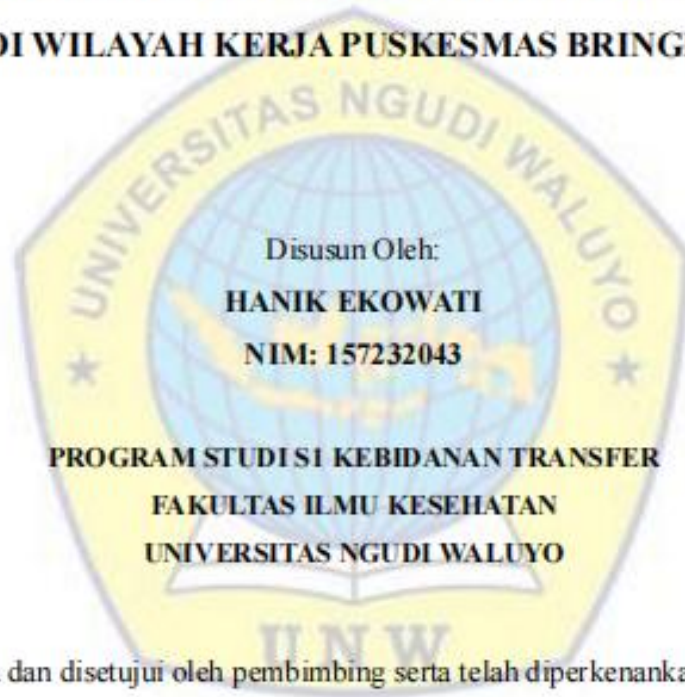 DI WILAYAH KERJA PUSKESMAS BRING
UNIVERSITAS NGUDI WALUYO
Disusun Oleh:
HANIK EKOWATI
NIM: 157232043
PROGRAM STUDI S1 KEBIDANAN TRANSFER
FAKULTAS ILMU KESEHATAN
UNIVERSITAS NGUDI WALUYO
UNW
dan disetujui oleh pembimbing serta telah diperkenanka